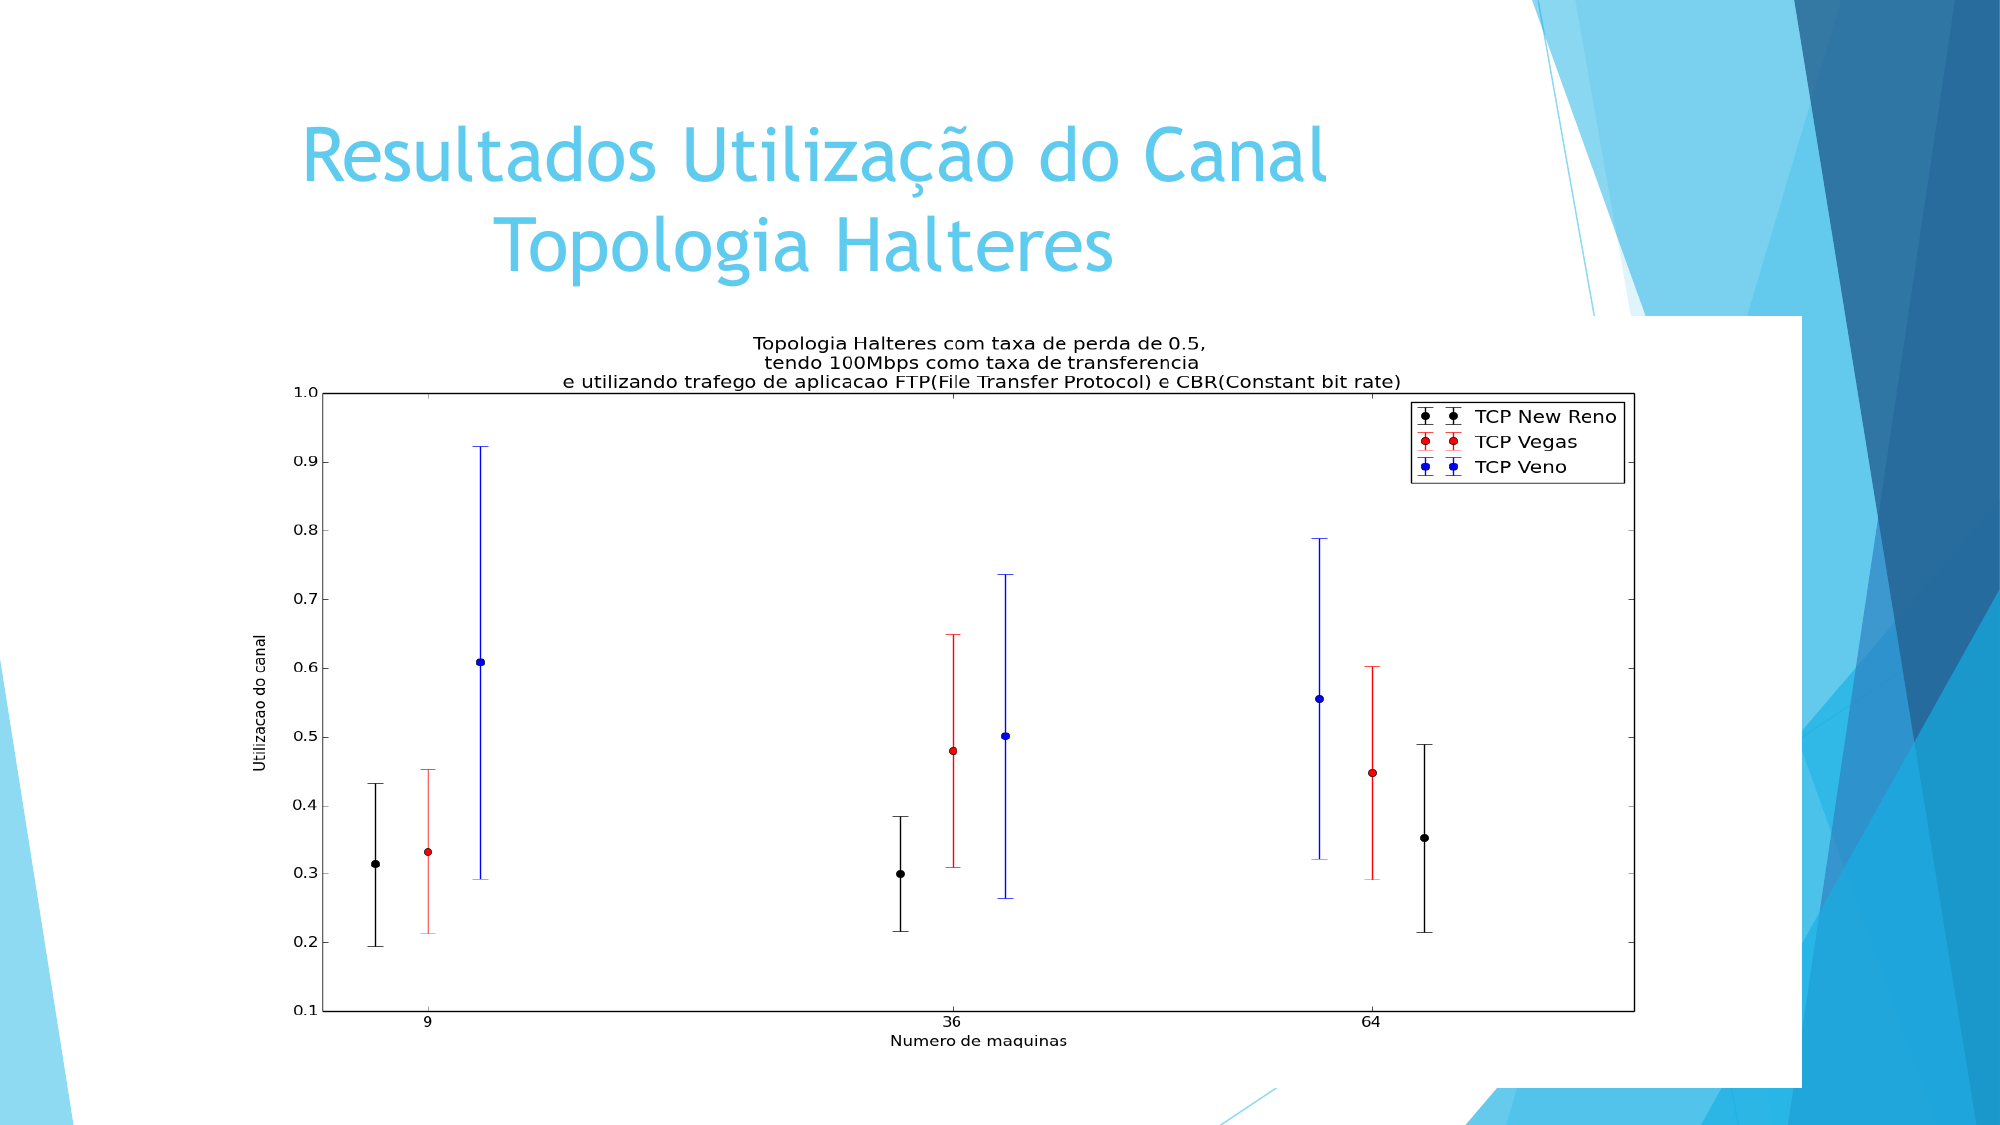 Resultados Utilização do Canal
Topologia Halteres
Topologia Halteres com taxa de perda de 0.5,
tendo 100Mbps como taxa de transferencia
e utilizando trafego de aplicacao FTP(File Transfer Protocol) e CBR(Constant bit rate)
1.0
0.9
0.8
0.7
0.6
0.5
0.4
0.3
0.2
0.1
Utilizacao do canal
TCP New Reno
TCP Vegas
TCP Veno
9
36
64
Numero de maquinas